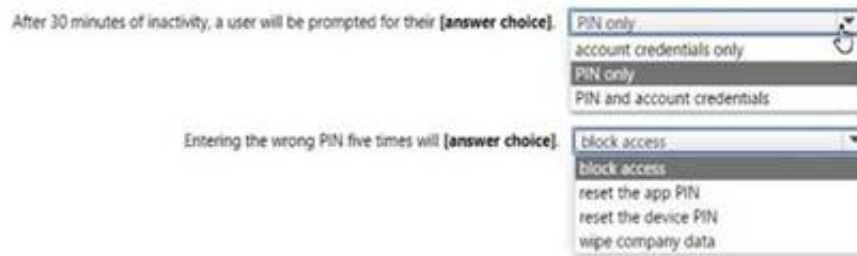 After 30 minutes of inactivity, a user will be prompted for their [answer choice]. PIN only
account credentials only
PIN only
PIN and account credentials
Entering the wrong PIN five times will [answer choice]. block access
block access
reset the app PIN
reset the device PIN
wipe company data